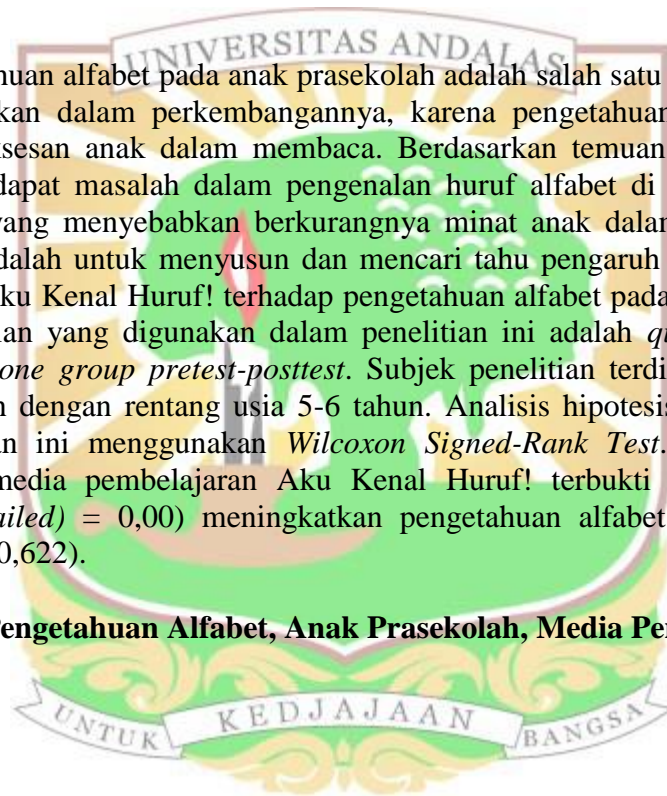 UNIVERSITAS ANDALAS
huan alfabet pada anak prasekolah adalah salah satu
kan dalam perkembangannya, karena pengetahuan
ksesan anak dalam membaca. Berdasarkan temuan
dapat masalah dalam pengenalan huruf alfabet di
yang menyebabkan berkurangnya minat anak dalam
dalah untuk menyusun dan mencari tahu pengaruh
ku Kenal Huruf! terhadap pengetahuan alfabet pada
an yang digunakan dalam penelitian ini adalah
one group pretest-posttest. Subjek penelitian terdi
n dengan rentang usia 5-6 tahun. Analisis hipotesis
an ini menggunakan Wilcoxon Signed-Rank Test.
media pembelajaran Aku Kenal Huruf! terbukti
ailed) = 0,00) meningkatkan pengetahuan alfabet
0,622).
Pengetahuan Alfabet, Anak Prasekolah, Media Pe
UNTUK KEDJAJAAN BANGSA